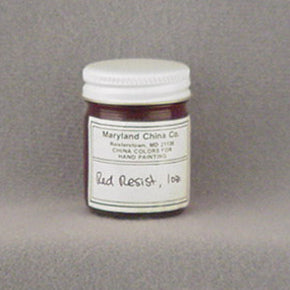 Maryland China Co.
Reisterstown, MD 21136
CHINA COLORS FOR
HAND PAINTING
Red Resist, 1oz